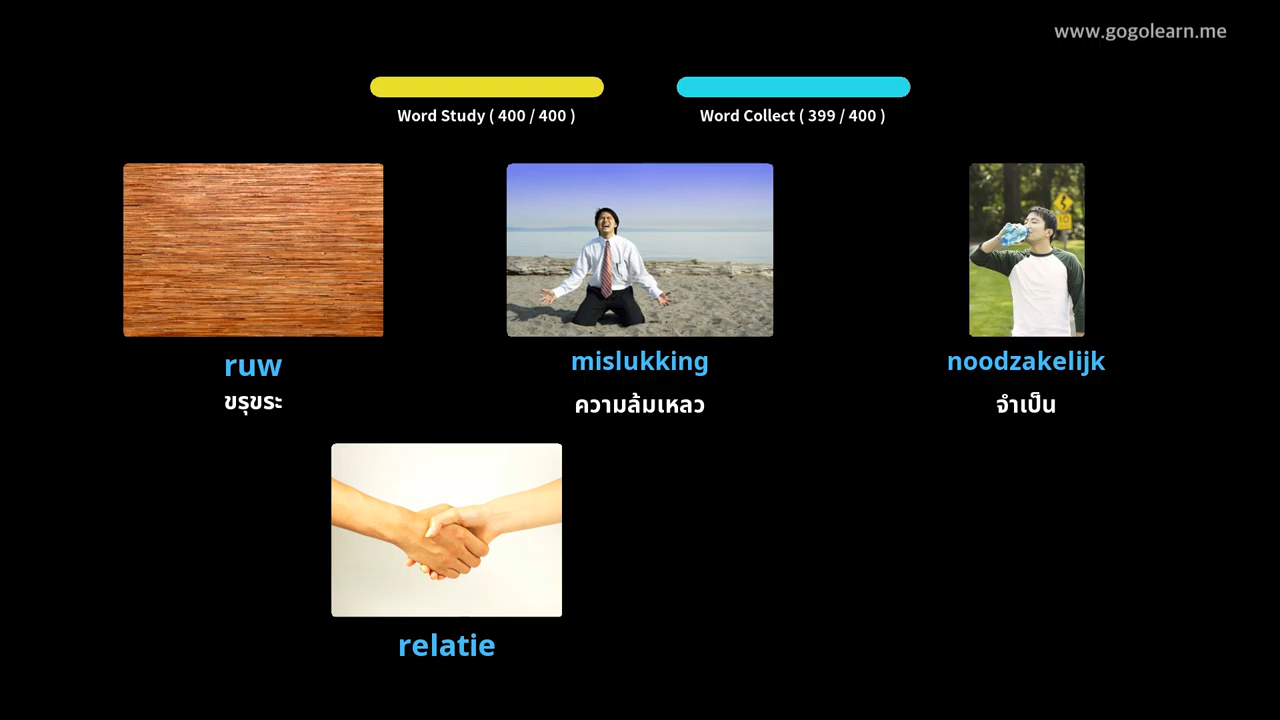 www.gogolearn.me
Word Study ( 400 / 400 )
Word Collect ( 399 / 400 )
ruw
ขรุขระ
mislukking
ความล้มเหลว
noodzakelijk
จำเป็น
relatie